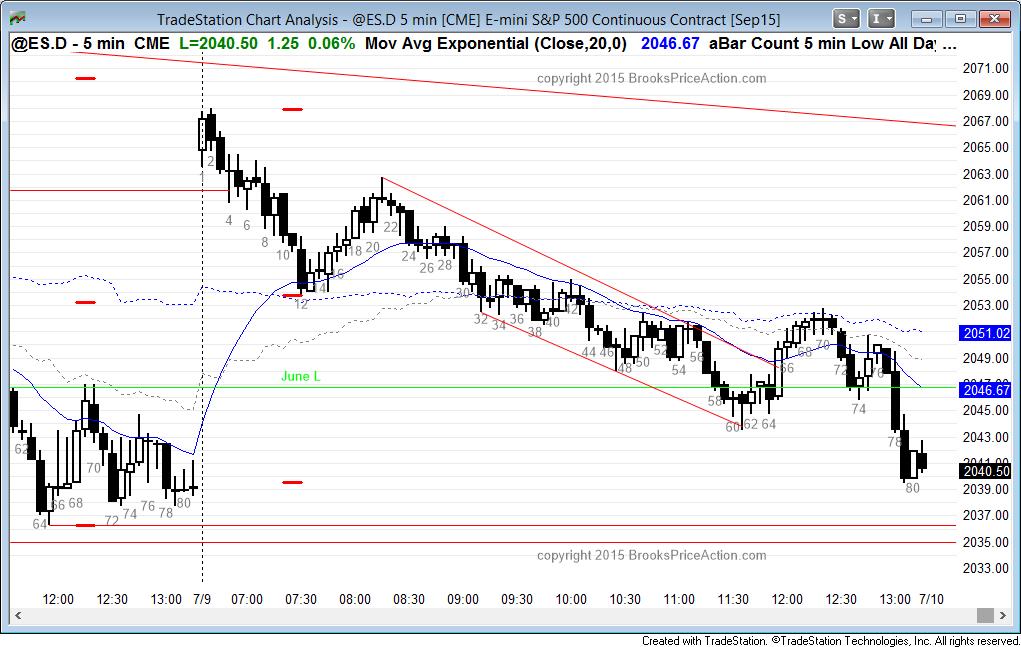 TradeStation Chart Analysis - @ES.D 5 min [CME] E-mini S&P 500 Continuous Contract [Sep15]
S I
@ES.D - 5 min CME L=2040.50 1.25 0.06% Mov Avg Exponential (Close,20,0) 2046.67 aBar Count 5 min Low All Da ...
copyright 2015 BrooksPriceAction.com
2071.00
2069.00
2067.00
2065.00
2063.00
2061.00
2059.00
2057.00
2055.00
2053.00
2051.02
2049.00
2046.67
2045.00
2043.00
2041.00
2040.50
2039.00
2037.00
2035.00
2033.00
June L
62 64 66 68 70 72 74 76 78 80
2 4 6 8 10 12 14 16 18 20 22 24 26 28 30 32 34 36 38 40 42 44 46 48 50 52 54 56 58 60 62 64 66 68 70 72 74 76 78 80
copyright 2015 BrooksPriceAction.com
12:00 12:30 13:00 7/9 07:00 07:30 08:00 08:30 09:00 09:30 10:00 10:30 11:00 11:30 12:00 12:30 13:00 7/10
Created with TradeStation. ©TradeStation Technologies, Inc. All rights reserved.